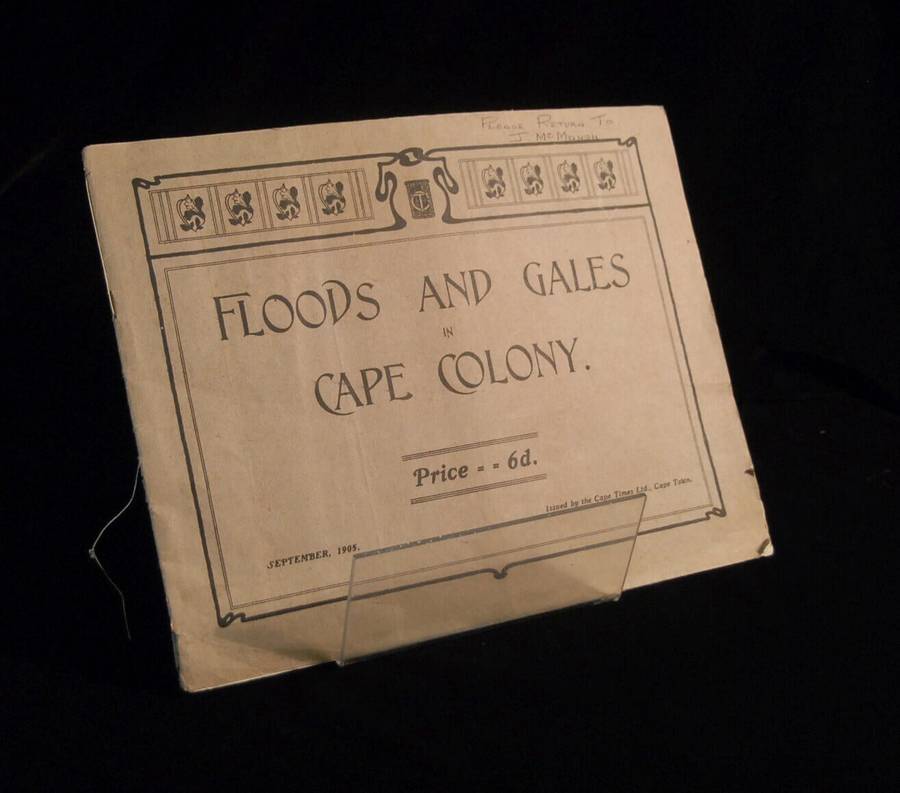 Please Return To
J McM
FLOODS AND GALES
IN
CAPE COLONY.
Price = = 6d.
Issued by the Cape Times Ltd., Cape Town.
SEPTEMBER, 1905.